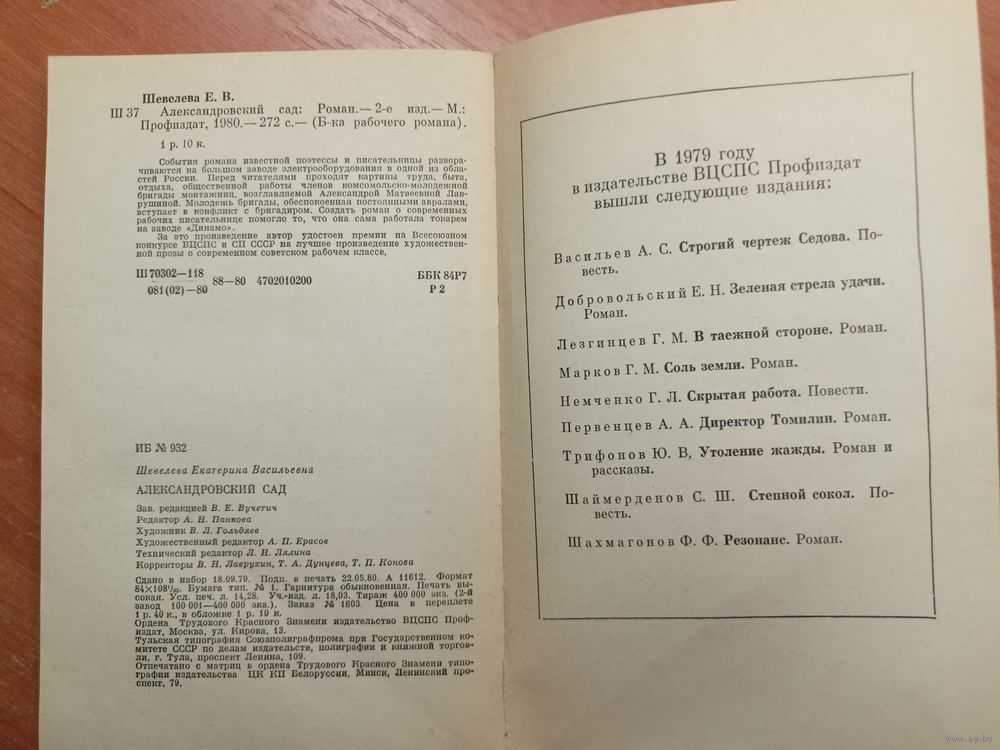 Шевелева Е. В.
Ш 37 Александровский сад: Роман.— 2-е изд.— М.:
Профиздат, 1980.— 272 с.— (Б-ка рабочего романа).
1 р. 10 к.
События романа известной поэтессы и писательницы развора-
чиваются на большом заводе электрооборудования в одной из облас-
тей России. Перед читателями проходят картины труда, быта,
отдыха, общественной работы членов комсомольско-молодежной
бригады монтажниц, возглавляемой Александрой Матвеевной Лав-
рушиной. Молодежь бригады, обеспокоенная постоянными авралами,
вступает в конфликт с бригадиром. Создать роман о современных
рабочих писательнице помогло то, что она сама работала токарем
на заводе «Динамо».
За это произведение автор удостоен премии на Всесоюзном
конкурсе ВЦСПС и СП СССР на лучшее произведение художествен-
ной прозы о современном советском рабочем классе,
Ш 70302—118
081(02)—80 88—80 4702010200
ББК 84Р7
Р 2
ИБ № 932
Шевелева Екатерина Васильевна
АЛЕКСАНДРОВСКИЙ САД
Зав. редакцией В. Е. Вучетич
Редактор А. Н. Панкова
Художник В. Л. Гольдяев
Художественный редактор А. П. Ерасов
Технический редактор Л. Н. Лялина
Корректоры В. Н. Лаврухин, Т. А. Дунцева, Т. П. Конова
Сдано в набор 18.09.79. Подп. в печать 22.05.80. А 11612. Формат
84×108 1/32. Бумага тип. № 1. Гарнитура обыкновенная. Печать вы-
сокая. Усл. печ. л. 14,28. Уч.-изд. л. 18,03. Тираж 400 000 экз. (2-й
завод 100 001—400 000 экз.). Заказ № 1603. Цена в переплете
1 р. 40 к., в обложке 1 р. 10 к.
Ордена Трудового Красного Знамени издательство ВЦСПС Проф-
издат, Москва, ул. Кирова, 13.
Тульская типография Союзполиграфпрома при Государственном ко-
митете СССР по делам издательств, полиграфии и книжной торгов-
ли, г. Тула, проспект Ленина, 109.
Отпечатано с матриц в ордена Трудового Красного Знамени типо-
графии издательства ЦК КП Белоруссии, Минск, Ленинский про-
спект, 79.
В 1979 году
в издательстве ВЦСПС Профиздат
вышли следующие издания:
Васильев А. С. Строгий чертеж Седова. По-
весть.
Добровольский Е. Н. Зеленая стрела удачи.
Роман.
Лезгинцев Г. М. В таежной стороне. Роман.
Марков Г. М. Соль земли. Роман.
Немченко Г. Л. Скрытая работа. Повести.
Первенцев А. А. Директор Томилин. Роман.
Трифонов Ю. В, Утоление жажды. Роман и
рассказы.
Шаймерденов С. Ш. Степной сокол. По-
весть.
Шахмагонов Ф. Ф. Резонанс. Роман.
www.ay.by